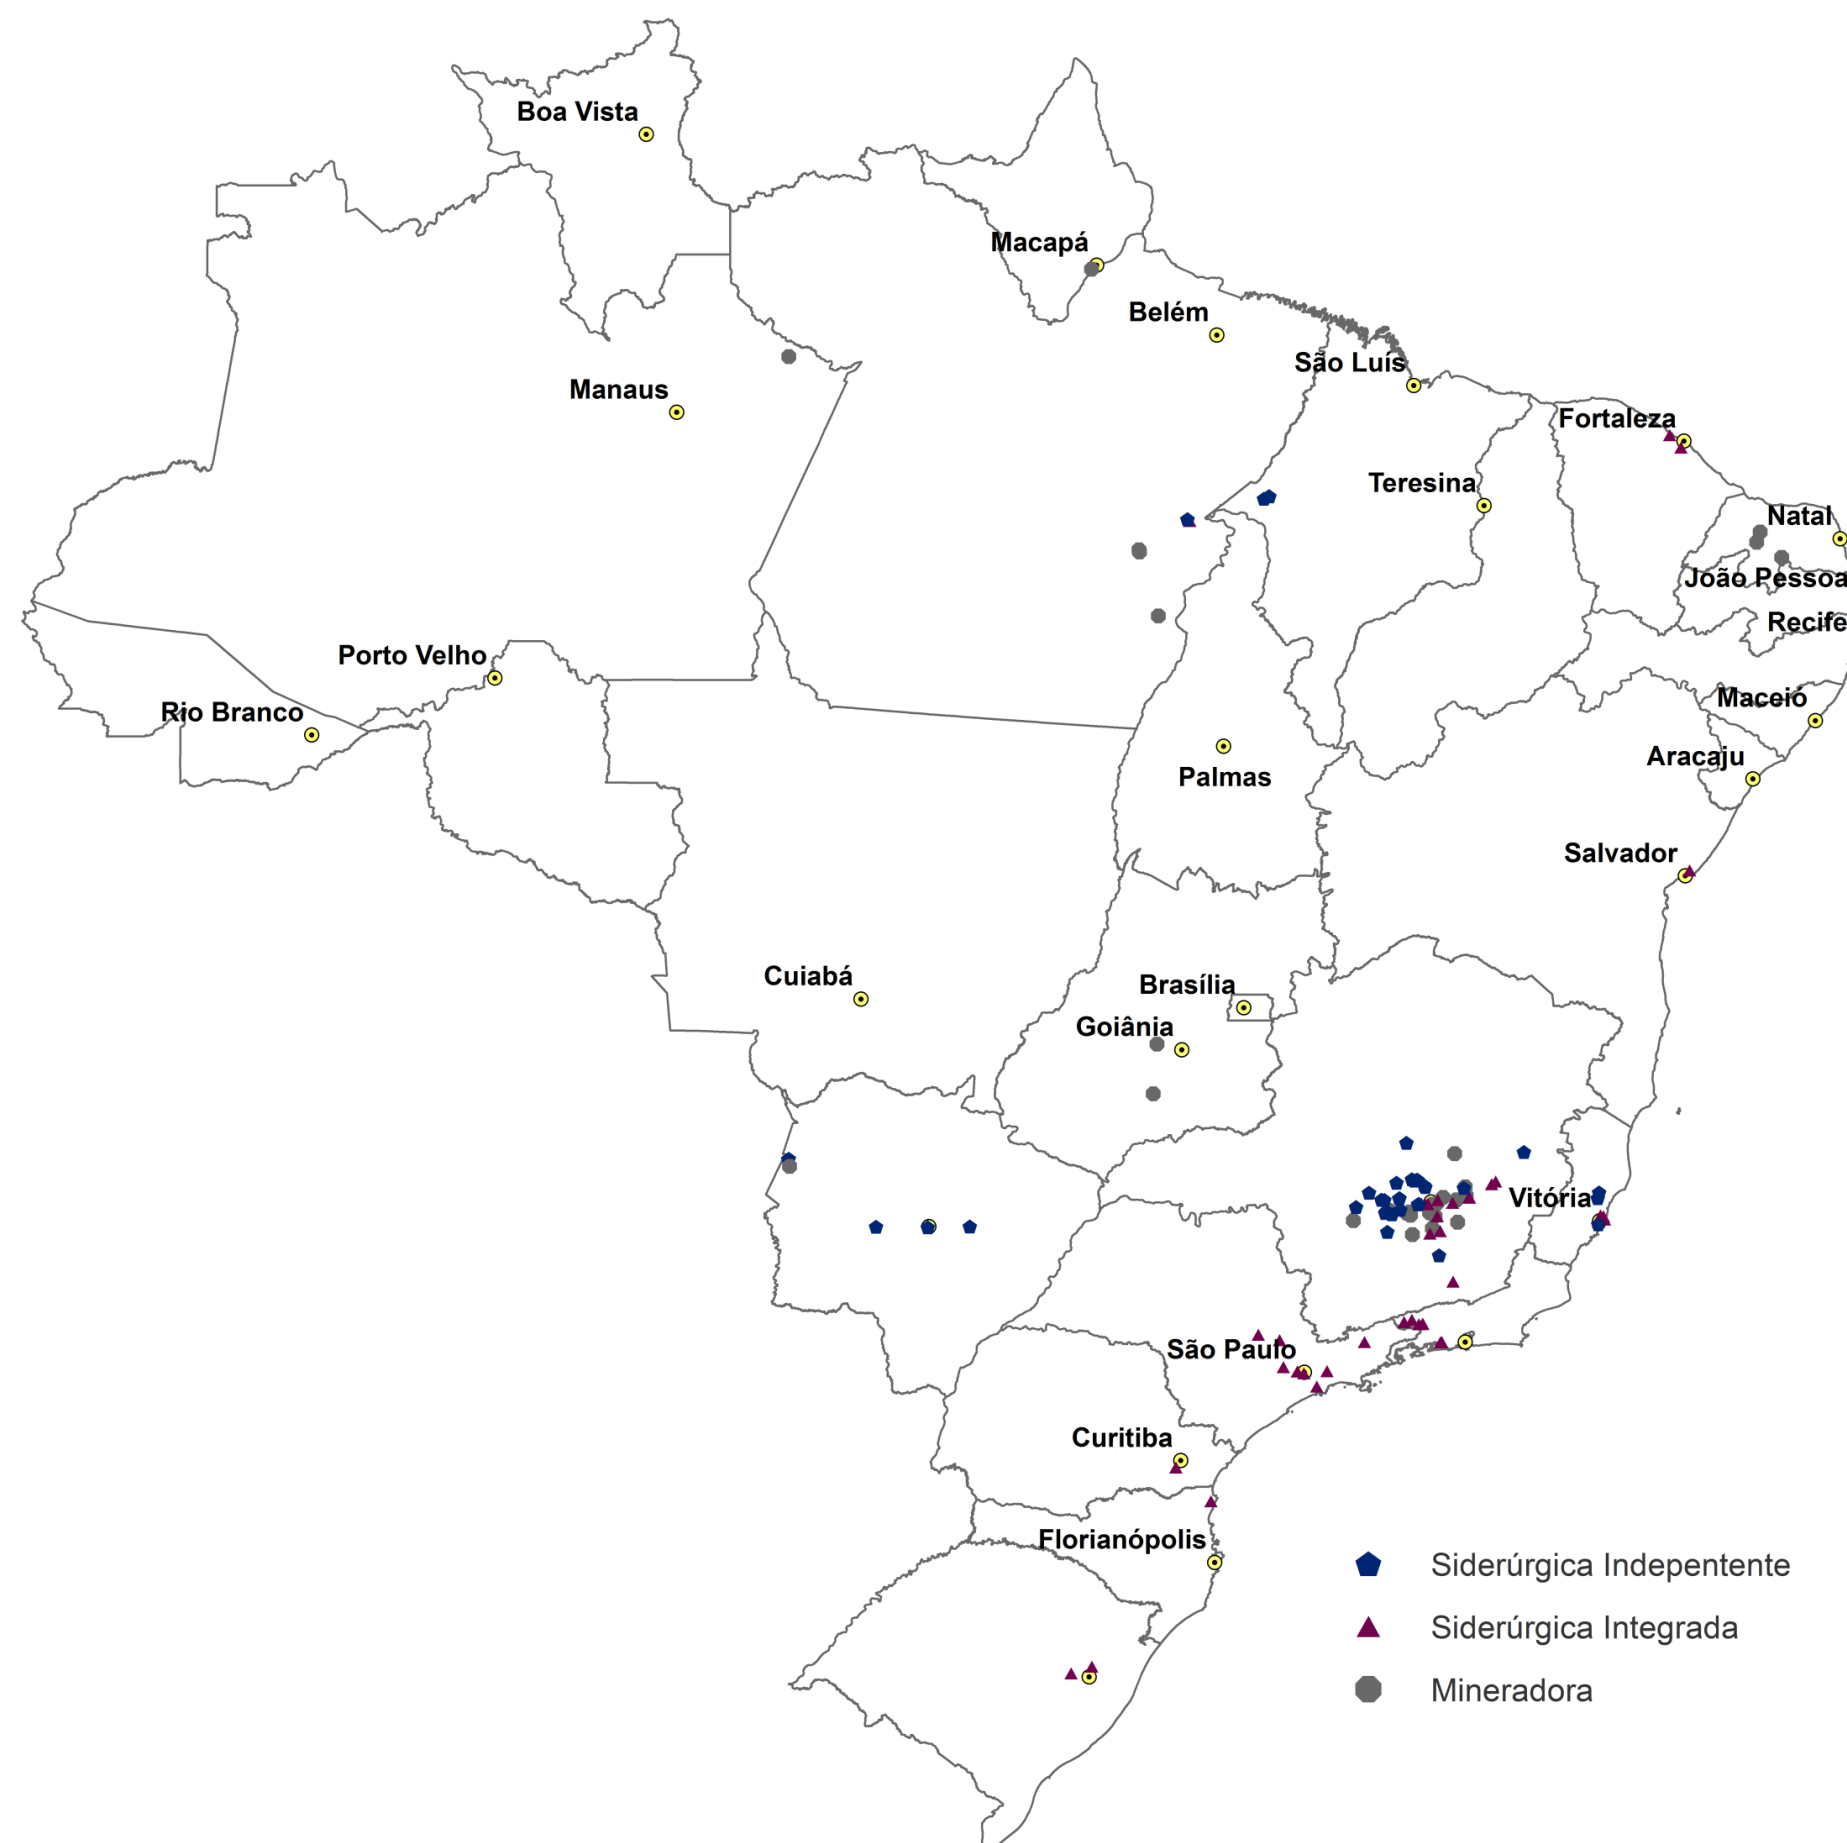 Boa Vista
Macapá
Belém
São Luís
Manaus
Fortaleza
Teresina
Natal
João Pessoa
Recife
Porto Velho
Rio Branco
Maceió
Aracaju
Palmas
Salvador
Cuiabá
Brasília
Goiânia
Vitória
São Paulo
Curitiba
Florianópolis
Siderúrgica Indepentente
Siderúrgica Integrada
Mineradora